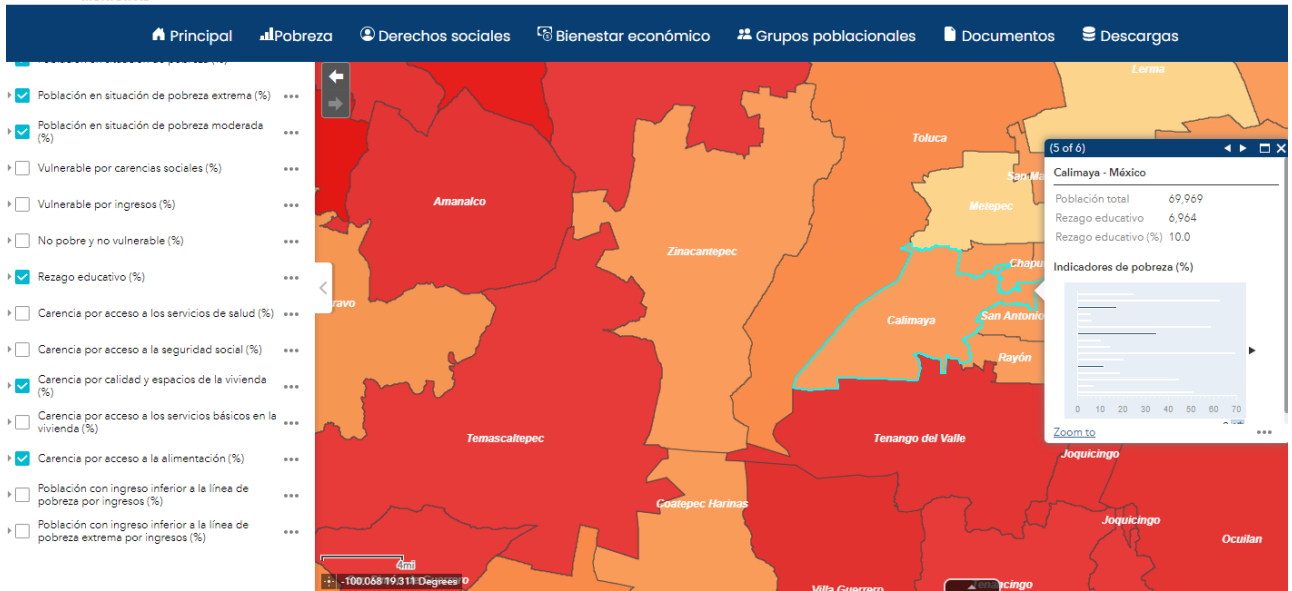 Principal
Pobreza
Derechos sociales
Bienestar económico
Grupos poblacionales
Documentos
Descargas
Población en situación de pobreza extrema (%)
Población en situación de pobreza moderada
(%)
Vulnerable por carencias sociales (%)
Vulnerable por ingresos (%)
No pobre y no vulnerable (%)
Rezago educativo (%)
Carencia por acceso a los servicios de salud (%)
Carencia por acceso a la seguridad social (%)
Carencia por calidad y espacios de la vivienda
(%)
Carencia por acceso a los servicios básicos en la
vivienda (%)
Carencia por acceso a la alimentación (%)
Población con ingreso inferior a la línea de
pobreza por ingresos (%)
Población con ingreso inferior a la línea de
pobreza extrema por ingresos (%)
Lerma
Toluca
San Ma
Amanalco
Metepec
Zinacantepec
Chapu
ravo
Calimaya
San Antonio
Rayón
Temascaltepec
Tenango del Valle
Joquicingo
Coatepec Harinas
Joquicingo
Ocuilan
4mi
-100.068 19.311 Degrees
Villa Guerrero
(5 of 6)
Calimaya - México
Población total 69,969
Rezago educativo 6,964
Rezago educativo (%) 10.0
Indicadores de pobreza (%)
0 10 20 30 40 50 60 70
Zoom to